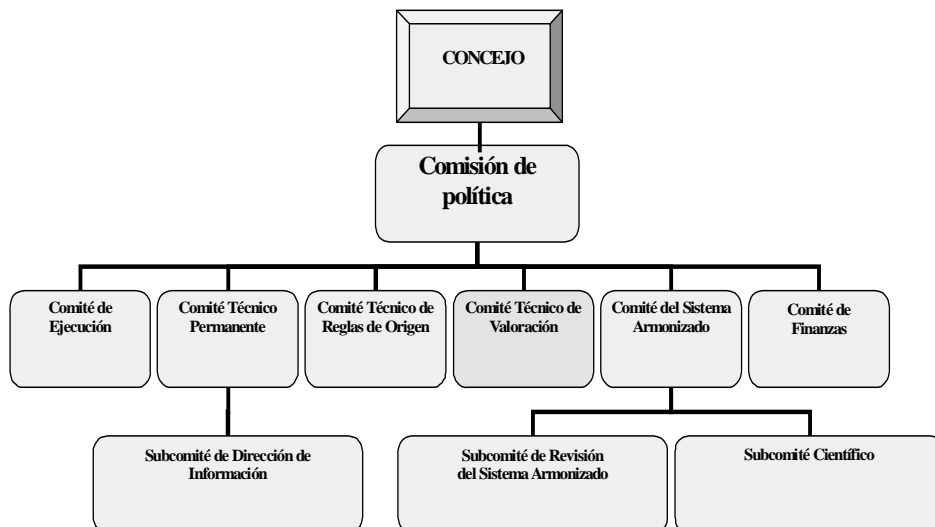 CONCEJO
Comisión de
política
Comité de
Ejecución
Comité Técnico
Permanente
Comité Técnico de
Reglas de Origen
Comité Técnico de
Valoración
Comité del Sistema
Armonizado
Comité de
Finanzas
Subcomité de Dirección de
Información
Subcomité de Revisión
del Sistema Armonizado
Subcomité Científico